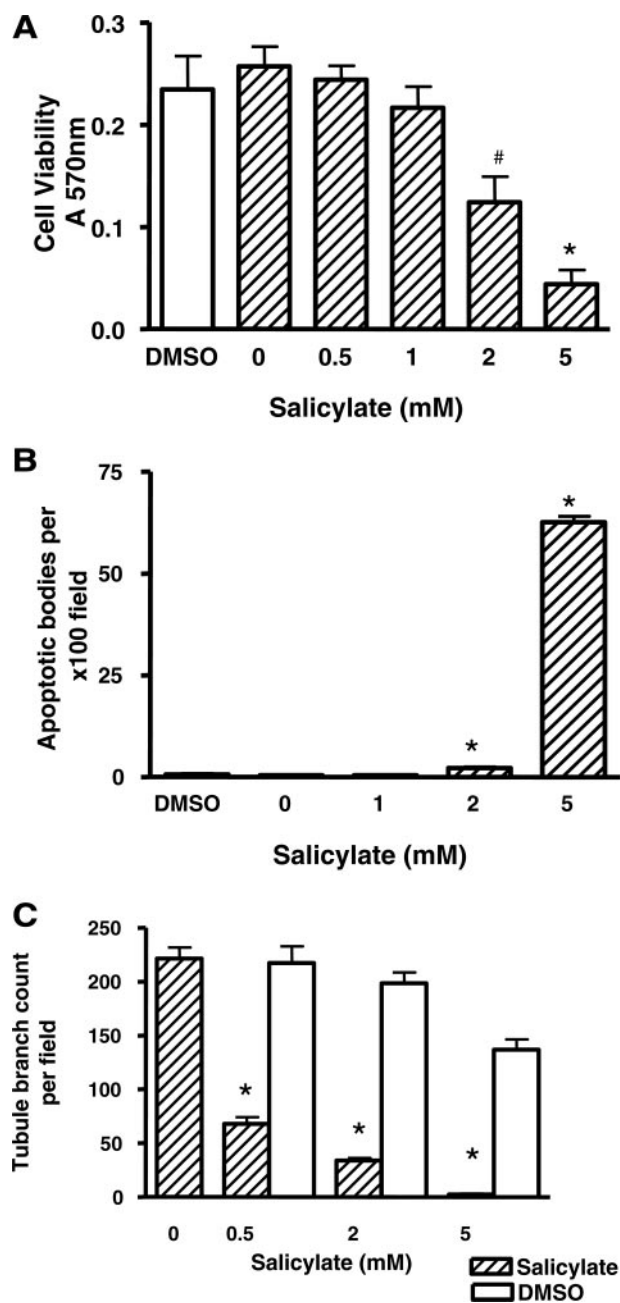 A
Cell Viability
A 570nm
0.3
0.2
0.1
0.0
#
*
DMSO 0 0.5 1 2 5
Salicylate (mM)
B
Apoptotic bodies per
x100 field
75
50
25
0
*
*
DMSO 0 1 2 5
Salicylate (mM)
C
Tubule branch count
per field
250
200
150
100
50
0
* * *
0 0.5 2 5
Salicylate (mM)
Salicylate
DMSO